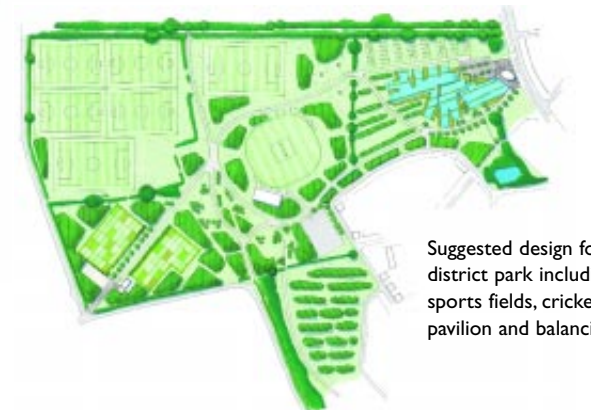 Suggested design fo
district park includ
sports fields, cricke
pavilion and balanci